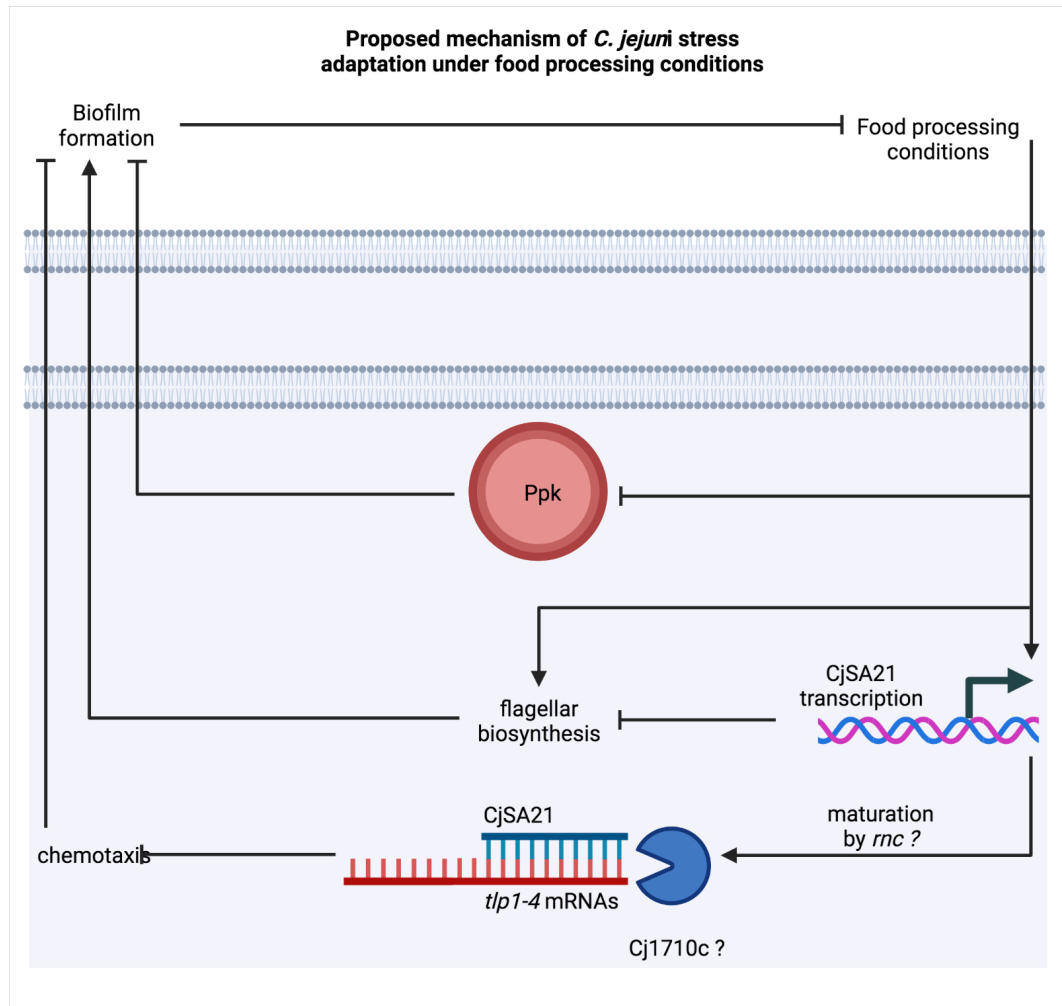 Proposed mechanism of C. jejuni stress
adaptation under food processing conditions
Biofilm
formation
Food processing
conditions
Ppk
CjSA21
transcription
flagellar
biosynthesis
CjSA21
maturation
by rnc ?
chemotaxis
tlp1-4 mRNAs
Cj1710c ?